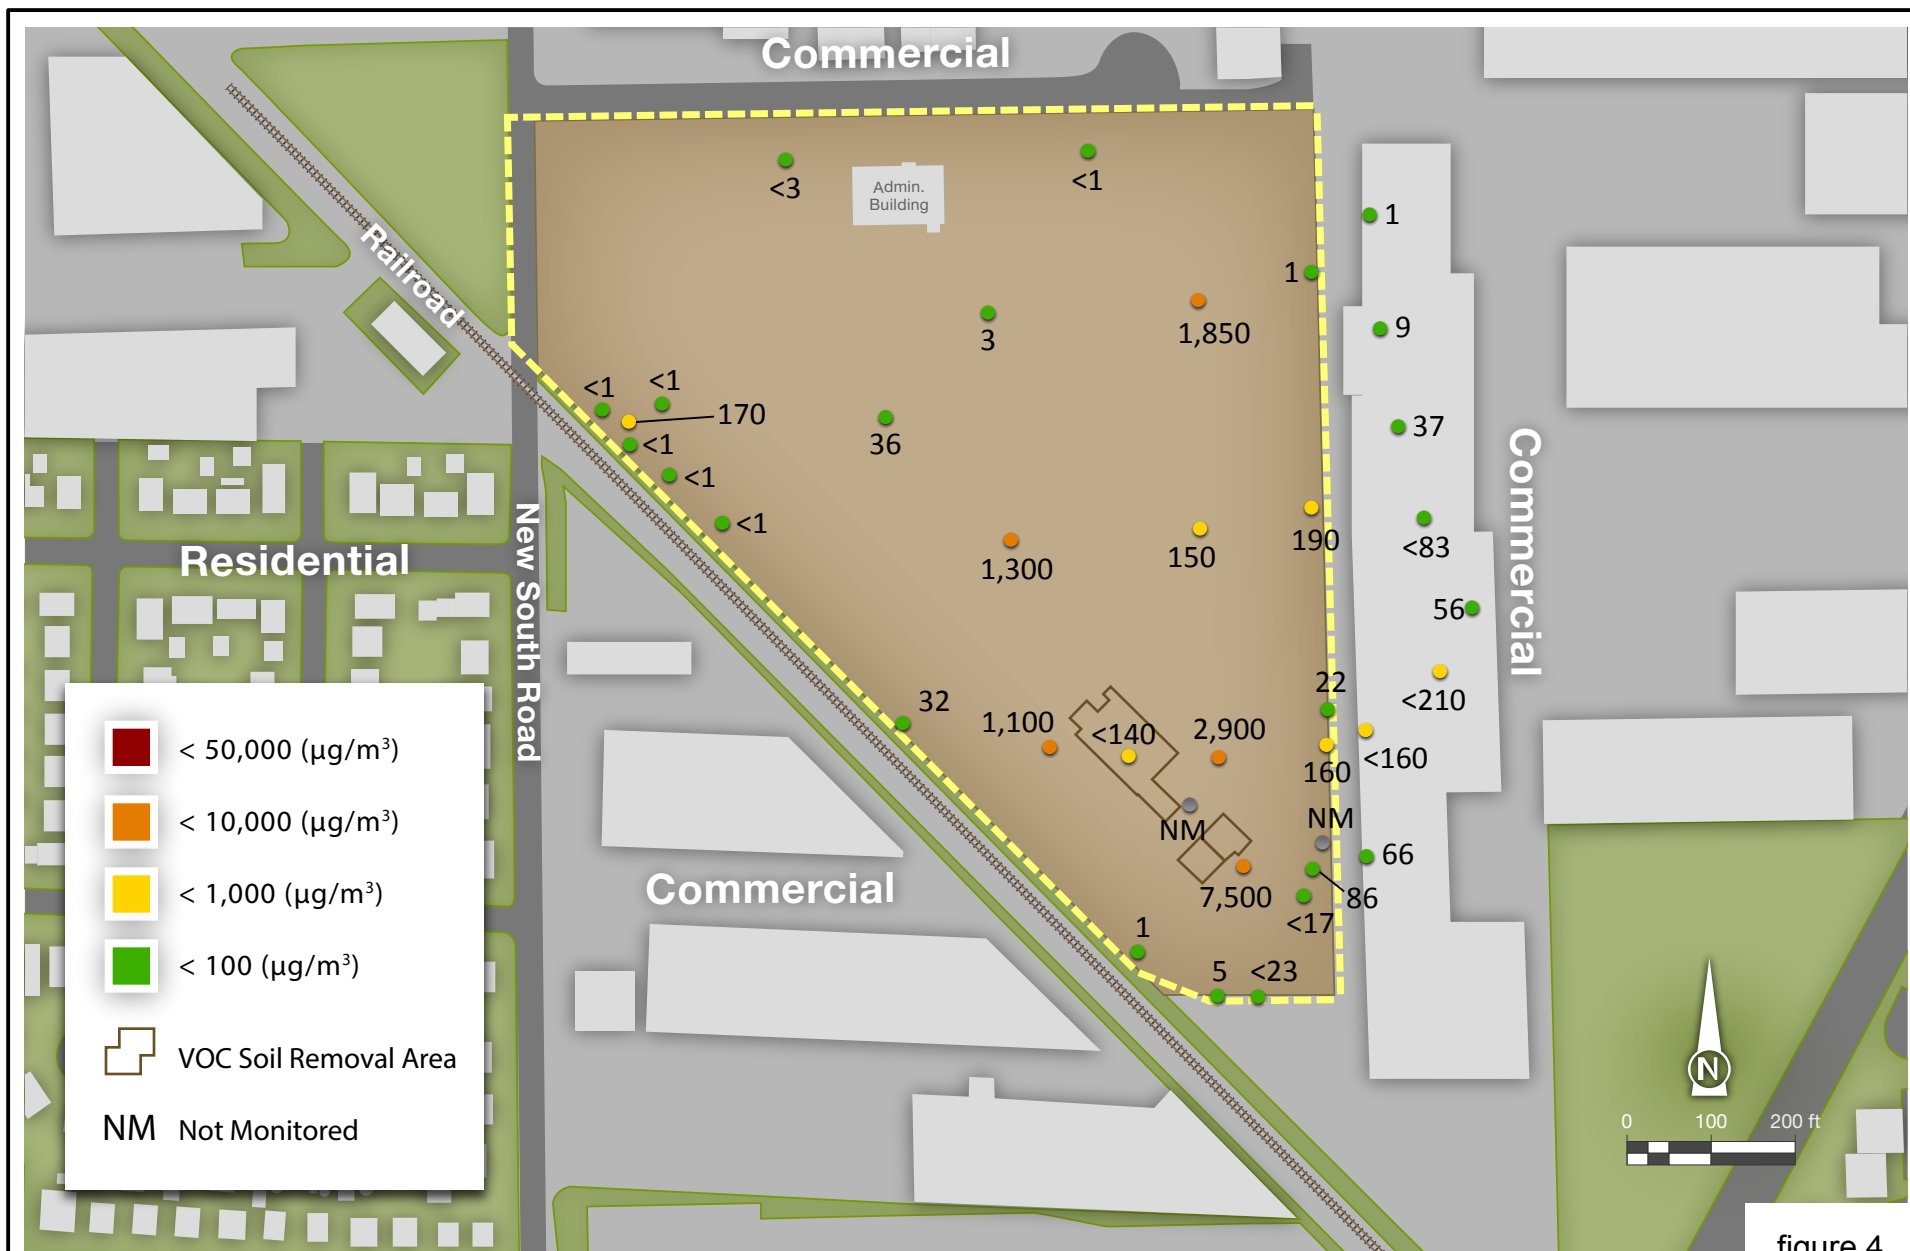 Commercial
<3
<1
Admin.
Building
1
1
Railroad
3
1,850
9
<1
<1
170
36
37
<1
<1
<1
New South Road
Residential
1,300
150
190
<83
Commercial
56
22
<210
32
1,100
<140
2,900
160
<160
NM
NM
66
7,500
86
<17
Commercial
1
5
<23
< 50,000 (µg/m³)
< 10,000 (µg/m³)
< 1,000 (µg/m³)
< 100 (µg/m³)
VOC Soil Removal Area
NM Not Monitored
N
0 100 200 ft
figure 4